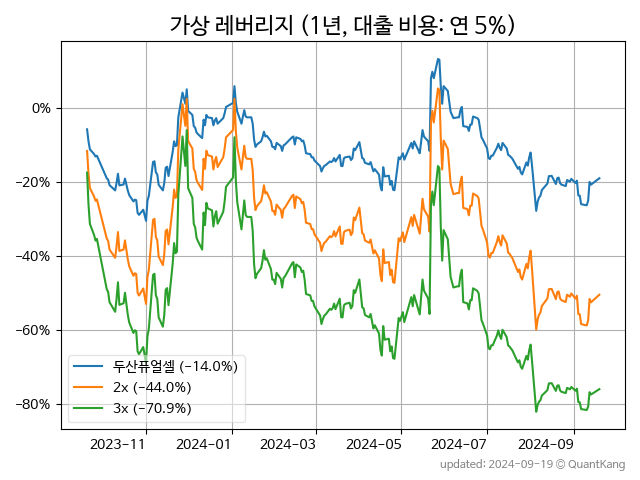 가상 레버리지 (1년, 대출 비용: 연 5%)
0%
−20%
−40%
−60%
−80%
두산퓨얼셀 (−14.0%)
2x (−44.0%)
3x (−70.9%)
2023−11 2024−01 2024−03 2024−05 2024−07 2024−09
updated: 2024−09−19 © QuantKang